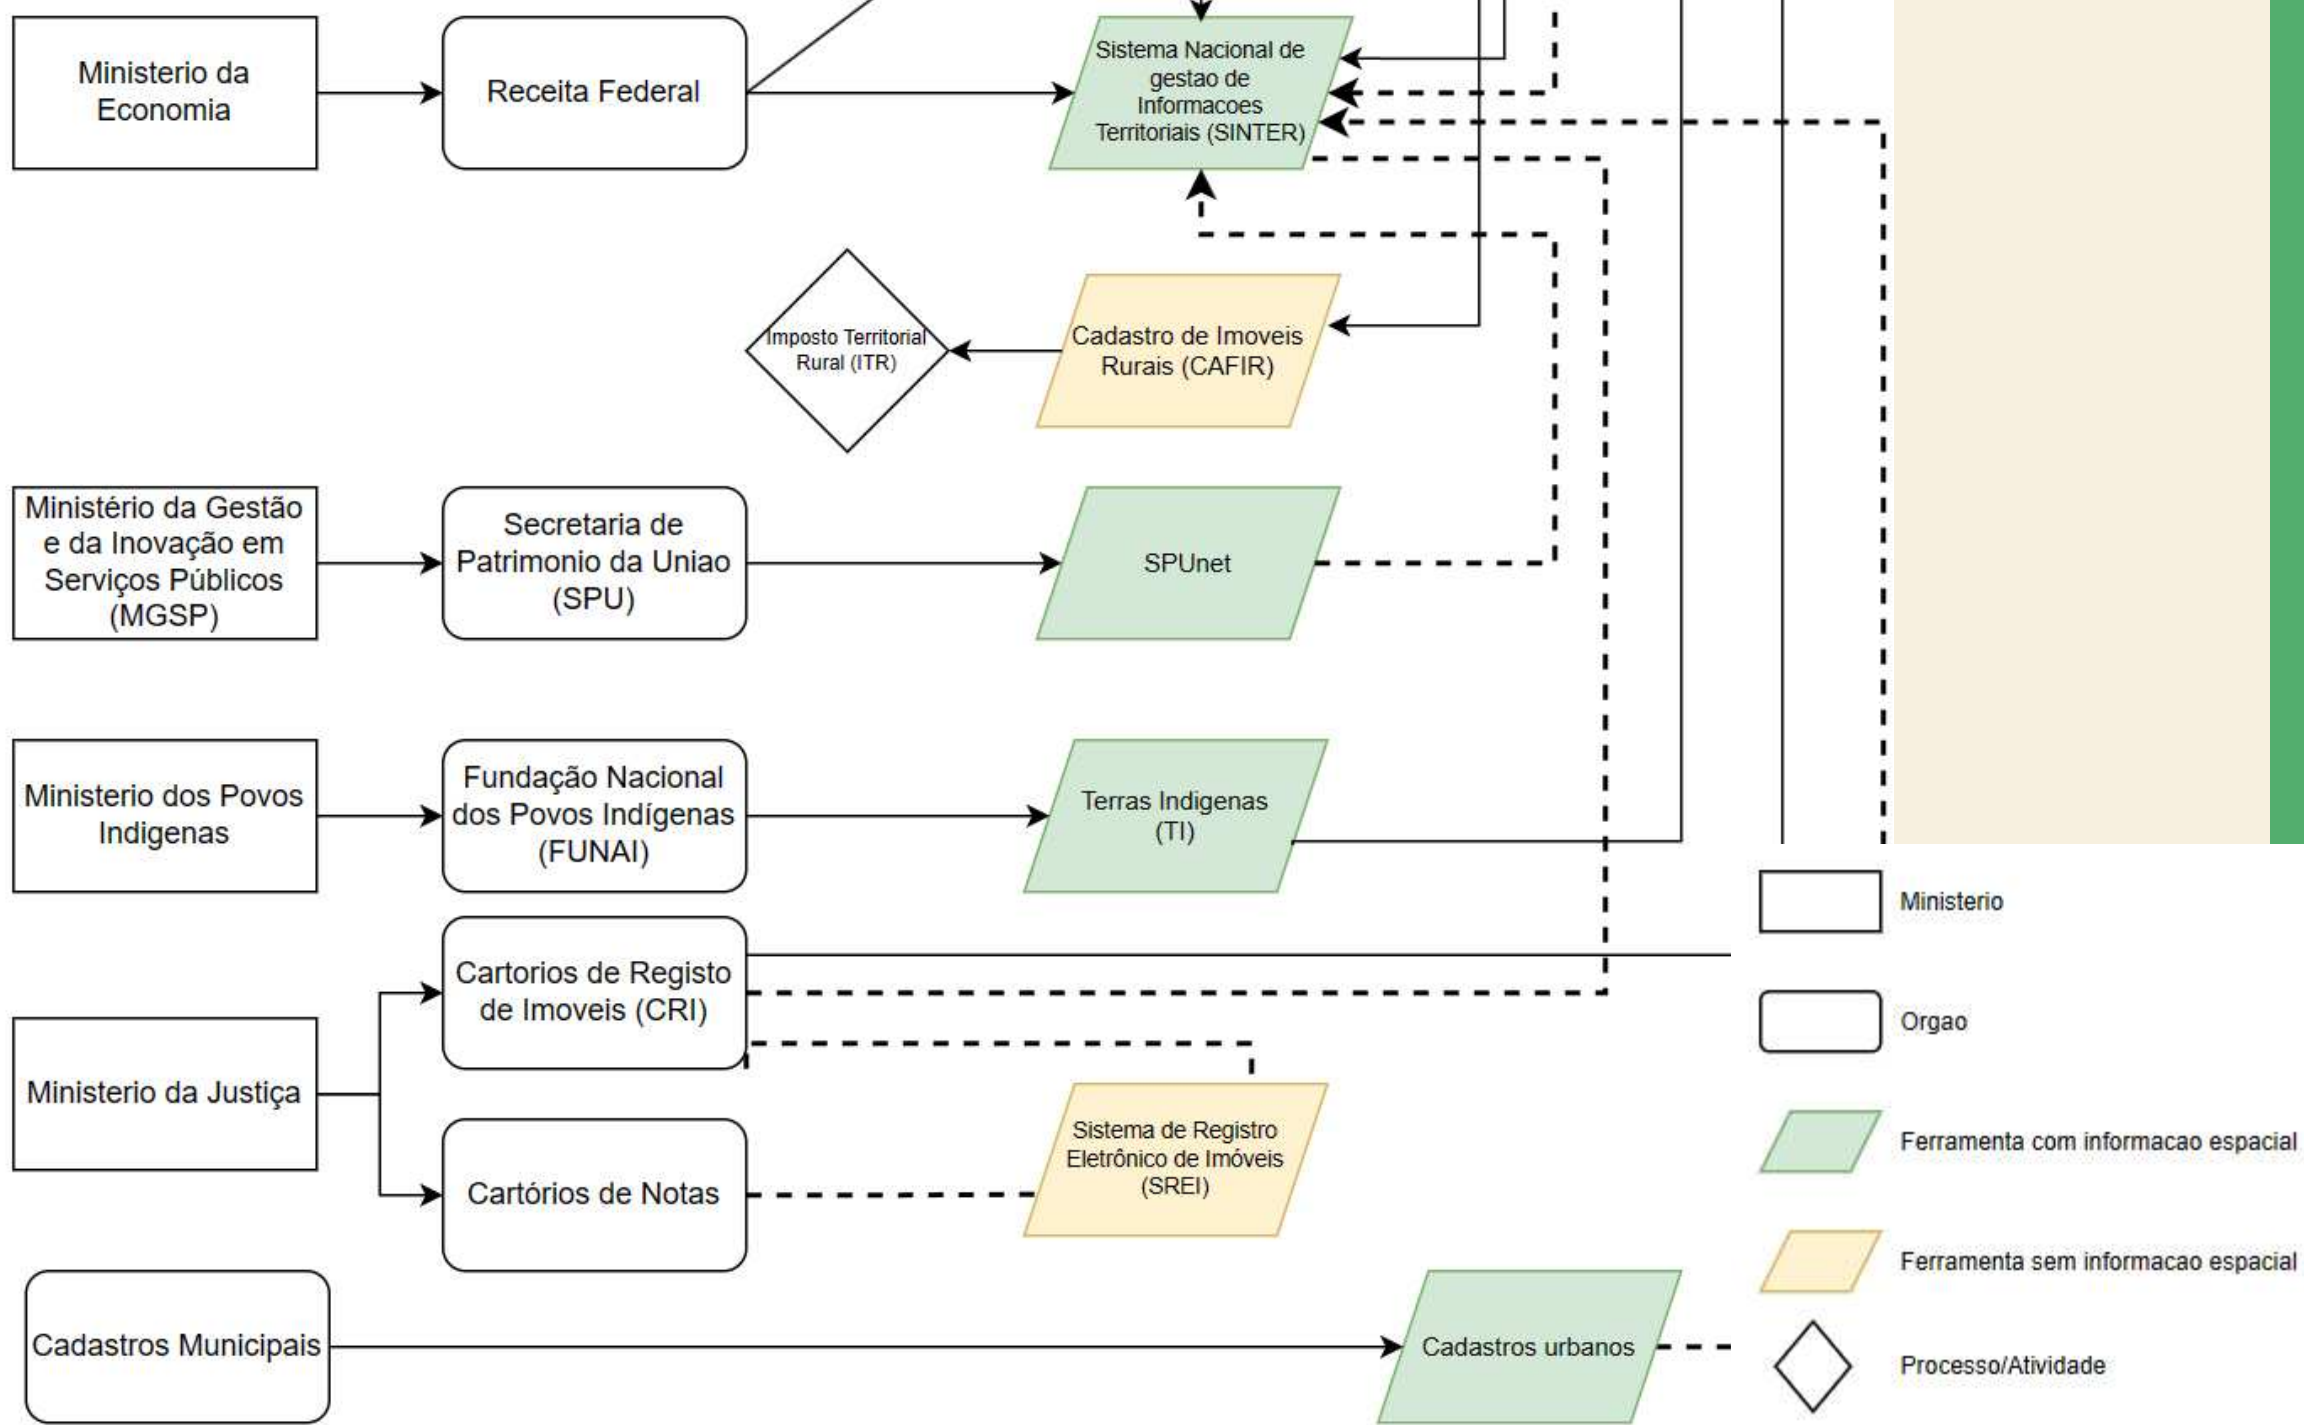 Ministerio da
Economia
Receita Federal
Sistema Nacional de
gestao de
Informacoes
Territoriais (SINTER)
Imposto Territorial
Rural (ITR)
Cadastro de Imoveis
Rurais (CAFIR)
Ministério da Gestão
e da Inovação em
Serviços Públicos
(MGSP)
Secretaria de
Patrimonio da Uniao
(SPU)
SPUnet
Ministerio dos Povos
Indigenas
Fundação Nacional
dos Povos Indígenas
(FUNAI)
Terras Indigenas
(TI)
Cartorios de Registo
de Imoveis (CRI)
Ministerio da Justiça
Cartórios de Notas
Sistema de Registro
Eletrônico de Imóveis
(SREI)
Cadastros Municipais
Cadastros urbanos
Ministerio
Orgao
Ferramenta com informacao espacial
Ferramenta sem informacao espacial
Processo/Atividade